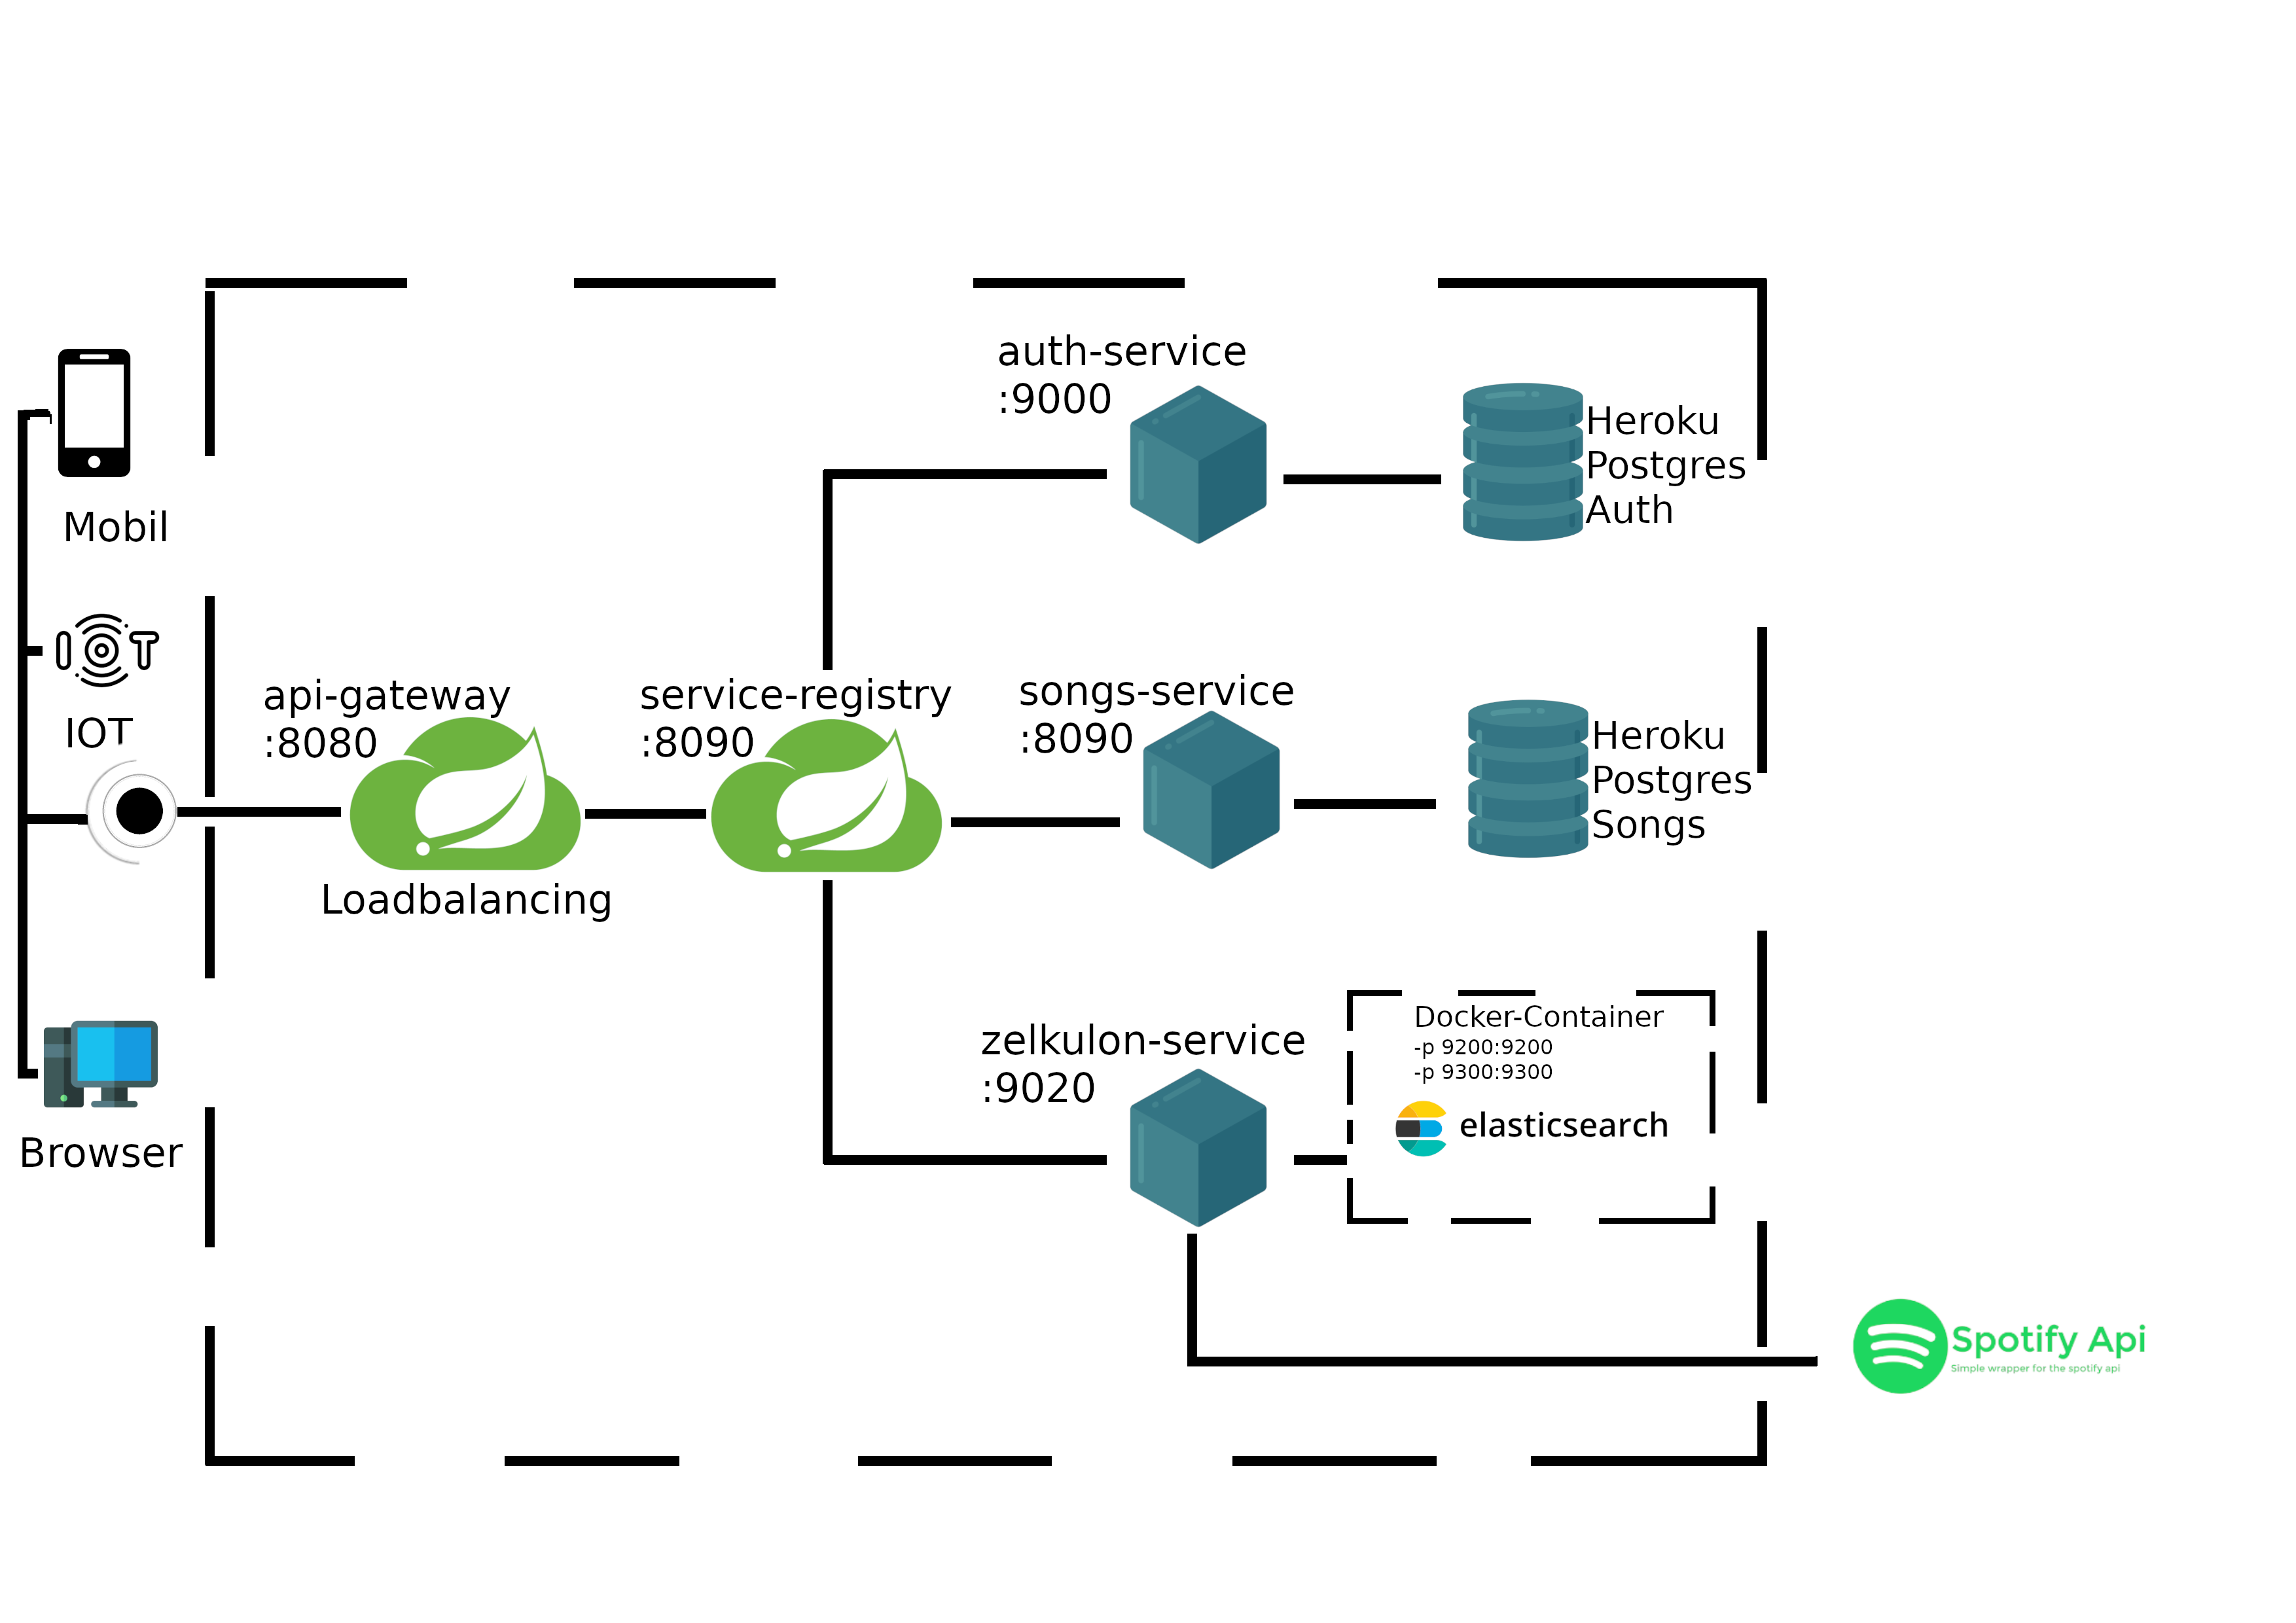 auth-service
:9000
Heroku
Postgres
Auth
Mobil
IOT
IOT
api-gateway
:8080
Loadbalancing
service-registry
:8090
songs-service
:8090
Heroku
Postgres
Songs
zelkulon-service
:9020
Docker-Container
-p 9200:9200
-p 9300:9300
elasticsearch
Browser
Spotify Api
Simple wrapper for the spotify api